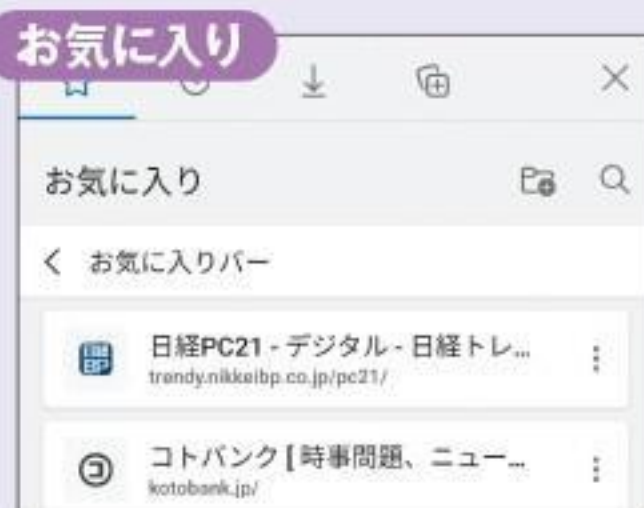 お気に入り
お気に入り
お気に入りバー
日経PC21 - デジタル - 日経トレ...
trendy.nikkeibp.co.jp/pc21/
コトバンク [ 時事問題、ニュー...
kotobank.jp/